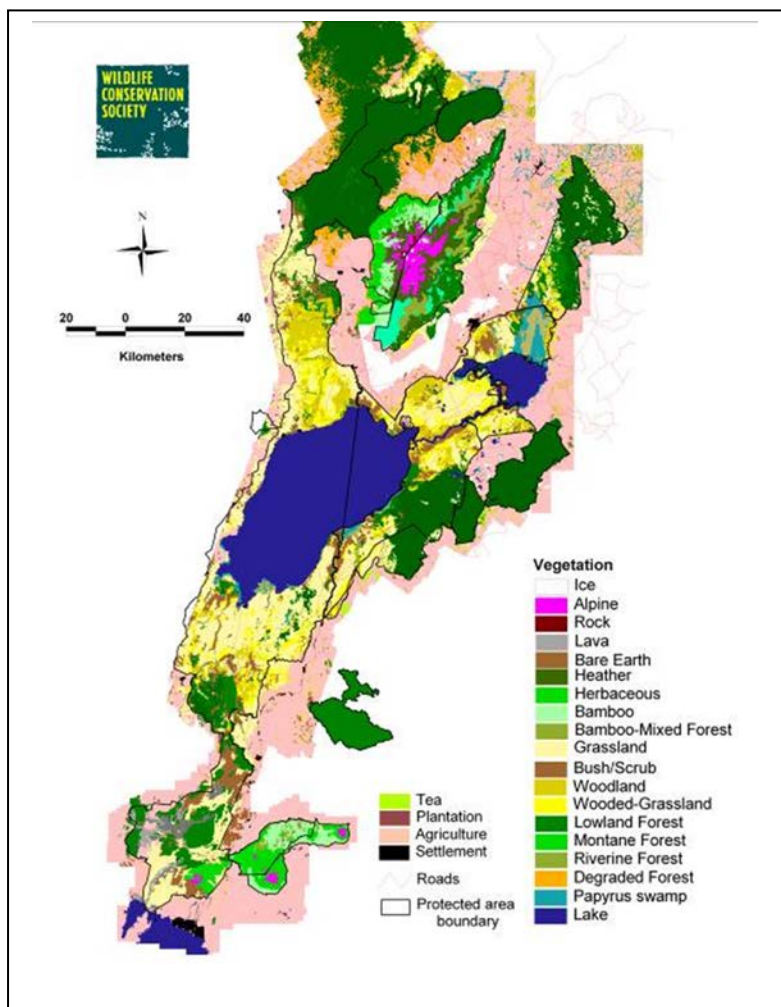 WILDLIFE
CONSERVATION
SOCIETY
N
20 0 20 40
Kilometers
Vegetation
Ice
Alpine
Rock
Lava
Bare Earth
Heather
Herbaceous
Bamboo
Bamboo-Mixed Forest
Grassland
Bush/Scrub
Woodland
Wooded-Grassland
Lowland Forest
Montane Forest
Riverine Forest
Degraded Forest
Papyrus swamp
Lake
Tea
Plantation
Agriculture
Settlement
Roads
Protected area
boundary